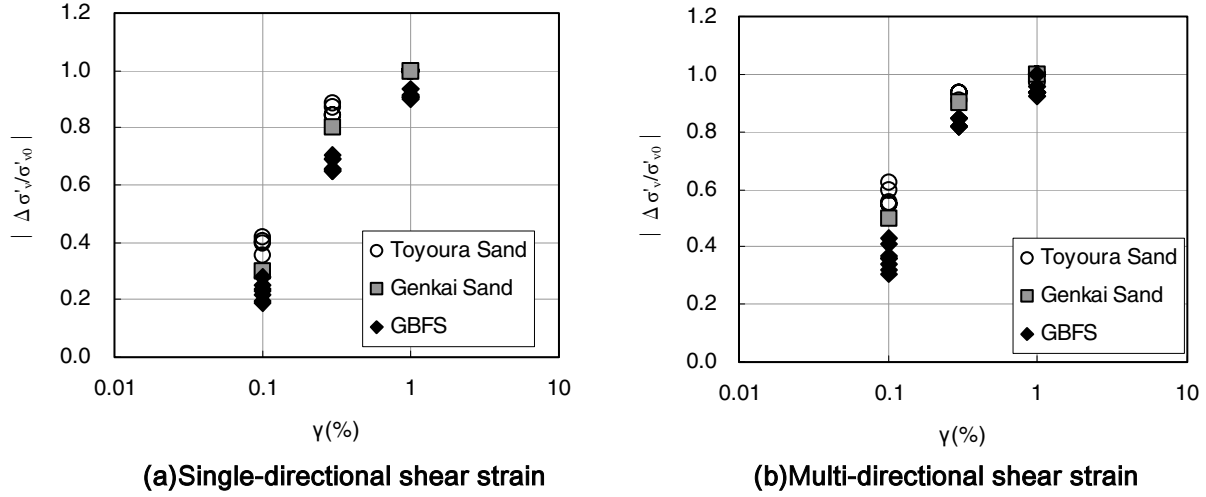 1.2
1.0
0.8
0.6
0.4
0.2
0.0
0.01
0.1
1
10
| Δσ'v/σ'v0 |
γ(%)
Toyoura Sand
Genkai Sand
GBFS
(a)Single-directional shear strain
1.2
1.0
0.8
0.6
0.4
0.2
0.0
0.01
0.1
1
10
| Δσ'v/σ'v0 |
γ(%)
Toyoura Sand
Genkai Sand
GBFS
(b)Multi-directional shear strain